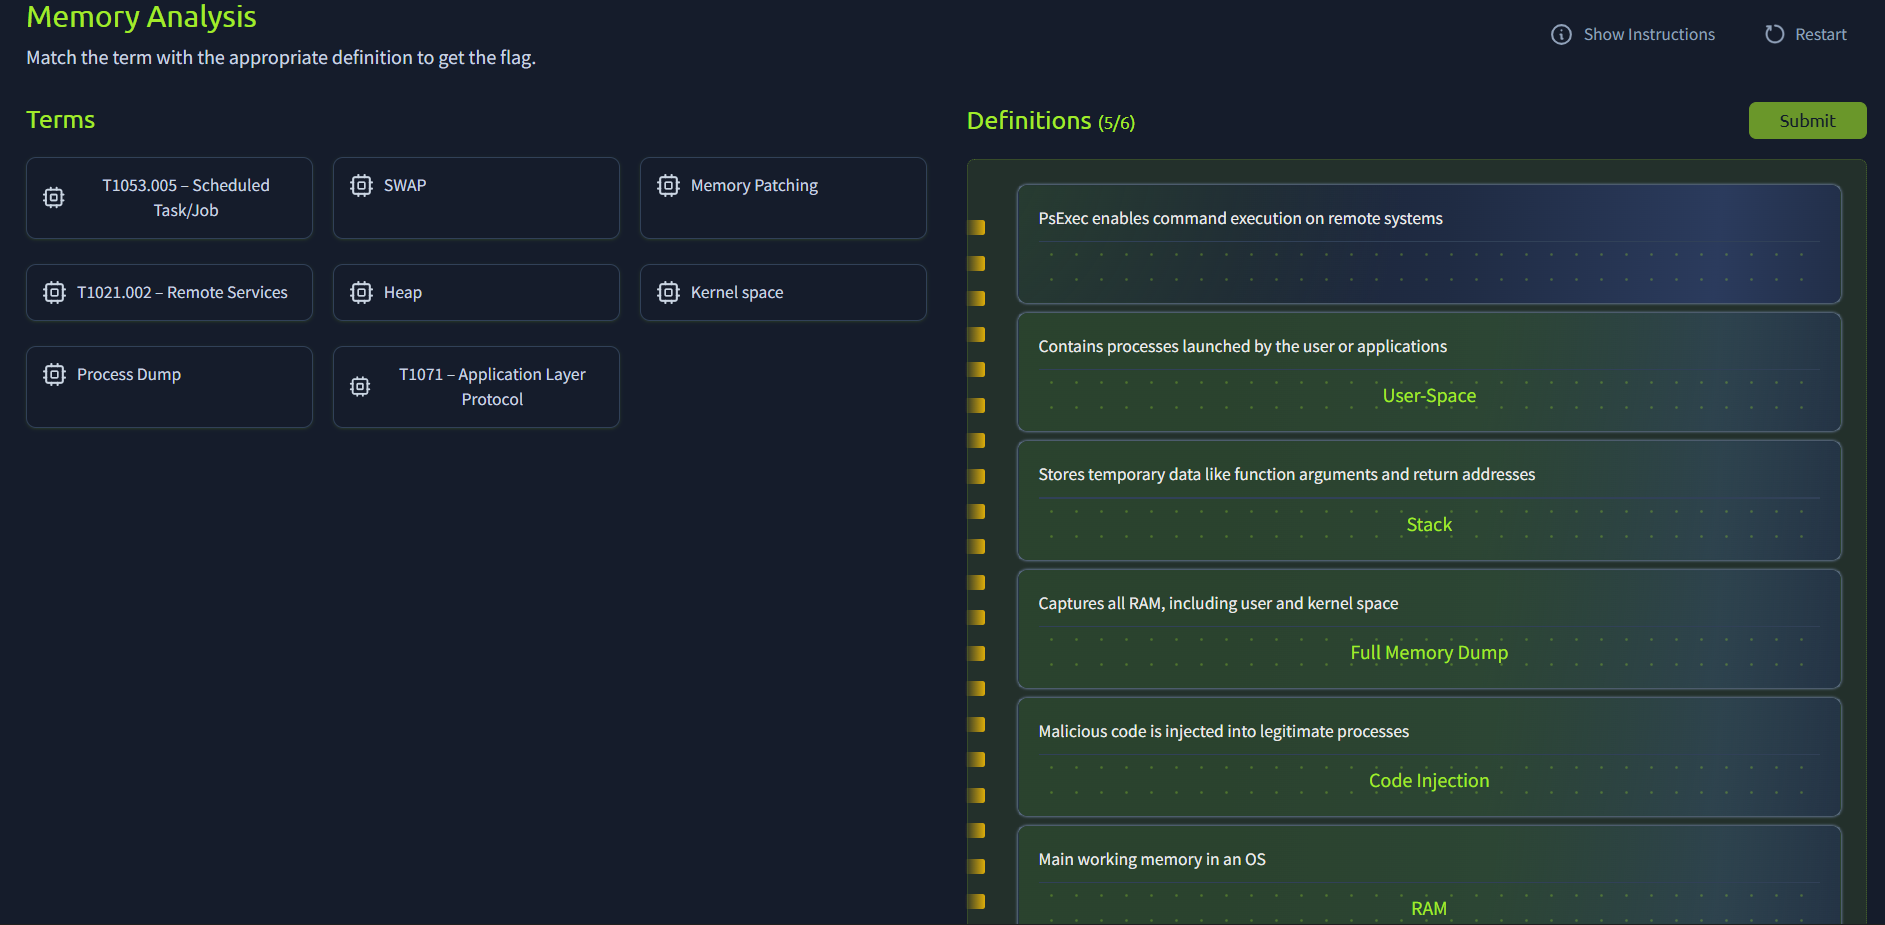 Memory Analysis
Match the term with the appropriate definition to get the flag.
Show Instructions
Restart
Terms
T1053.005 – Scheduled
Task/Job
SWAP
Memory Patching
T1021.002 – Remote Services
Heap
Kernel space
Process Dump
T1071 – Application Layer
Protocol
Definitions (5/6)
Submit
PsExec enables command execution on remote systems
Contains processes launched by the user or applications
User-Space
Stores temporary data like function arguments and return addresses
Stack
Captures all RAM, including user and kernel space
Full Memory Dump
Malicious code is injected into legitimate processes
Code Injection
Main working memory in an OS
RAM